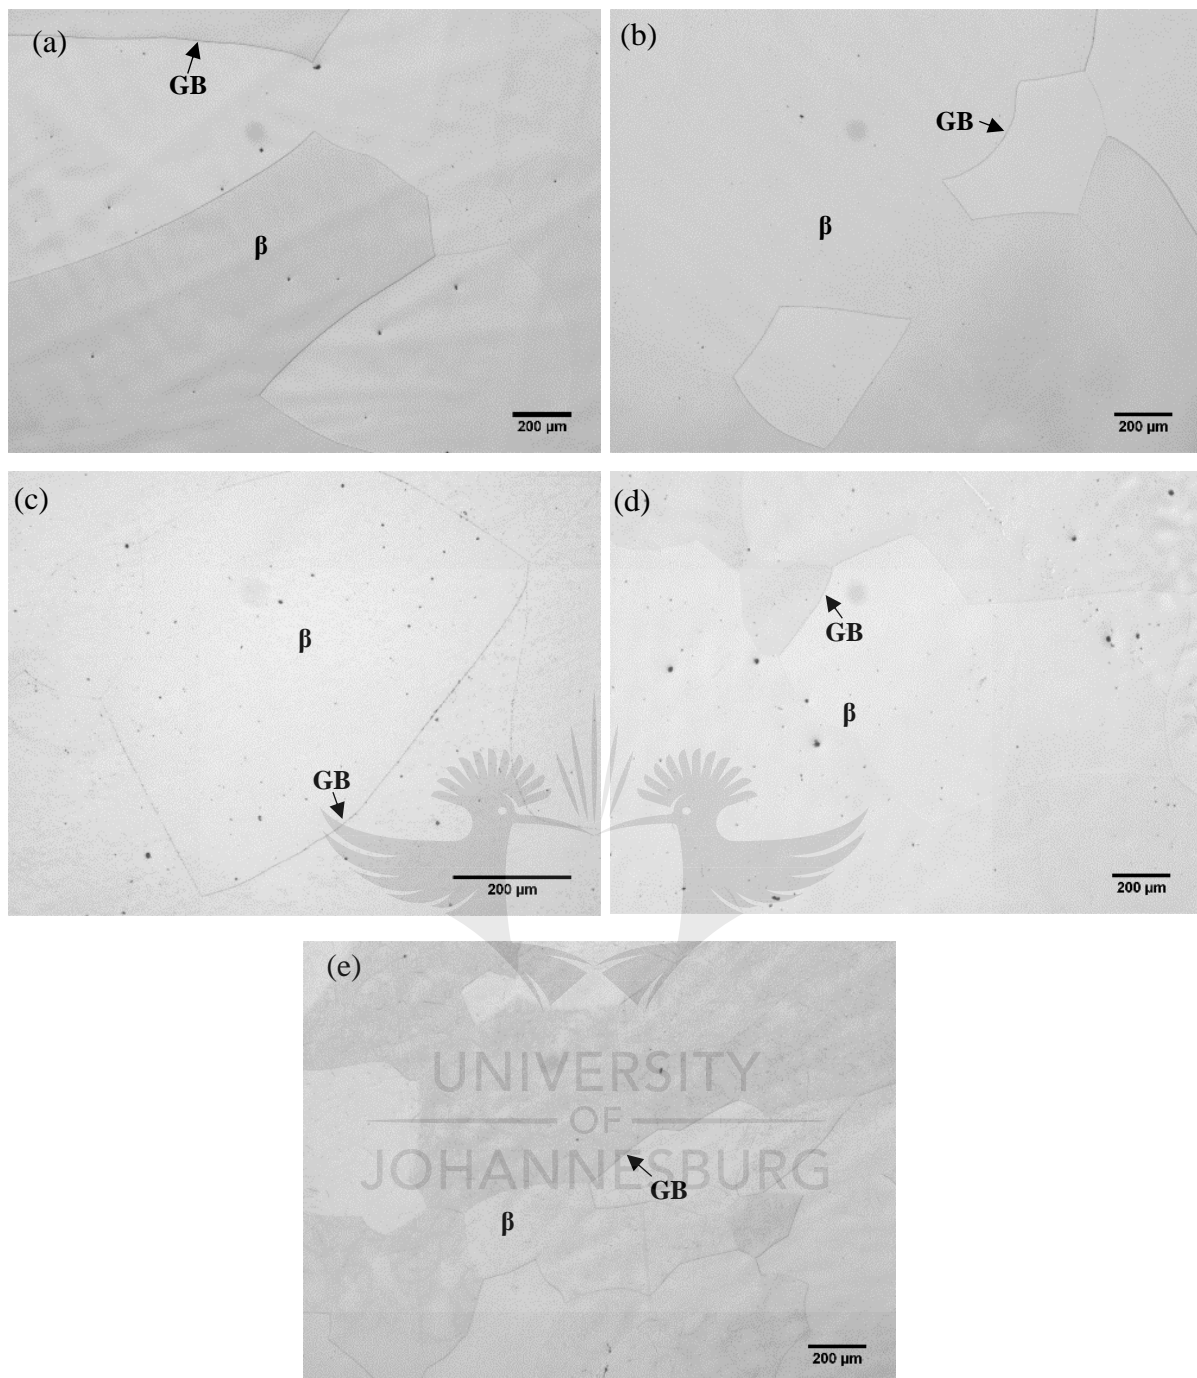 (a)
GB
β
200 µm
(b)
GB
β
200 µm
(c)
β
GB
200 µm
(d)
GB
β
200 µm
(e)
UNIVERSITY
OF
JOHANNESBURG
GB
β
200 µm